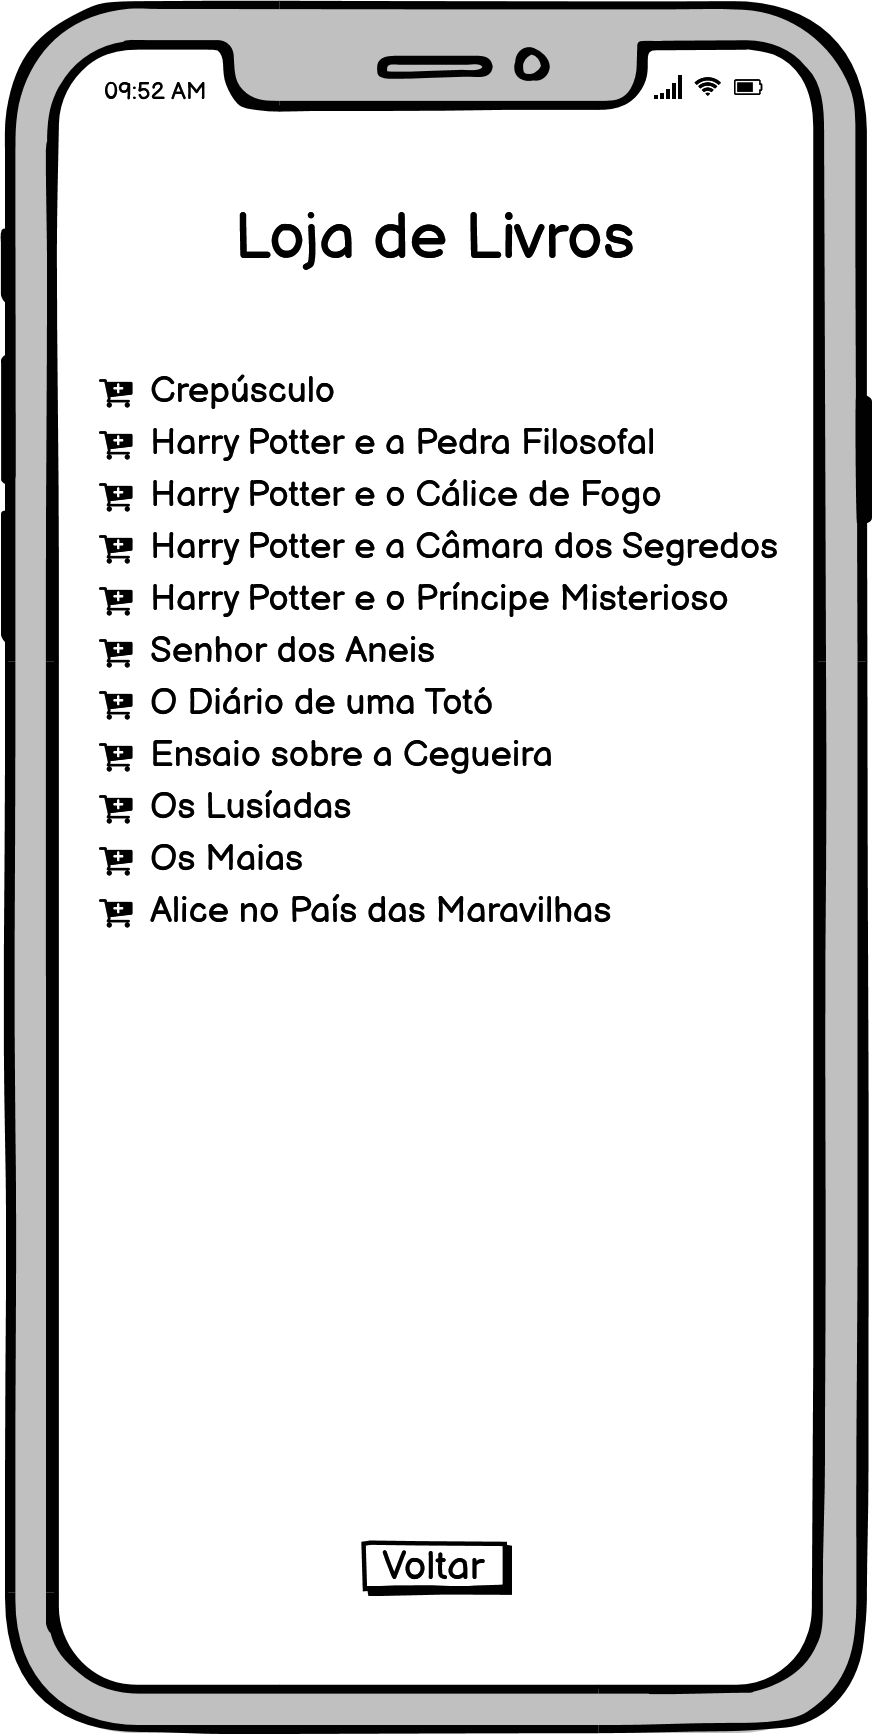 09:52 AM
Loja de Livros
Crepúsculo
Harry Potter e a Pedra Filosofal
Harry Potter e o Cálice de Fogo
Harry Potter e a Câmara dos Segredos
Harry Potter e o Príncipe Misterioso
Senhor dos Aneis
O Diário de uma Totó
Ensaio sobre a Cegueira
Os Lusíadas
Os Maias
Alice no País das Maravilhas
Voltar